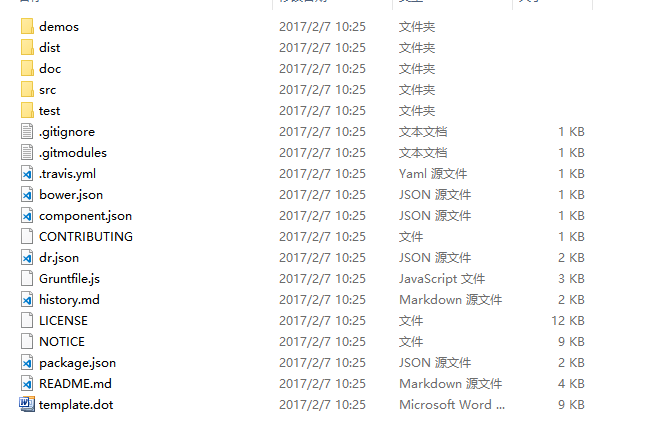 demos 2017/2/7 10:25 文件夹
dist 2017/2/7 10:25 文件夹
doc 2017/2/7 10:25 文件夹
src 2017/2/7 10:25 文件夹
test 2017/2/7 10:25 文件夹
.gitignore 2017/2/7 10:25 文本文档 1 KB
.gitmodules 2017/2/7 10:25 文本文档 1 KB
.travis.yml 2017/2/7 10:25 Yaml 源文件 1 KB
bower.json 2017/2/7 10:25 JSON 源文件 1 KB
component.json 2017/2/7 10:25 JSON 源文件 1 KB
CONTRIBUTING 2017/2/7 10:25 文件 1 KB
dr.json 2017/2/7 10:25 JSON 源文件 2 KB
Gruntfile.js 2017/2/7 10:25 JavaScript 文件 3 KB
history.md 2017/2/7 10:25 Markdown 源文件 2 KB
LICENSE 2017/2/7 10:25 文件 12 KB
NOTICE 2017/2/7 10:25 文件 9 KB
package.json 2017/2/7 10:25 JSON 源文件 2 KB
README.md 2017/2/7 10:25 Markdown 源文件 4 KB
template.dot 2017/2/7 10:25 Microsoft Word ... 9 KB